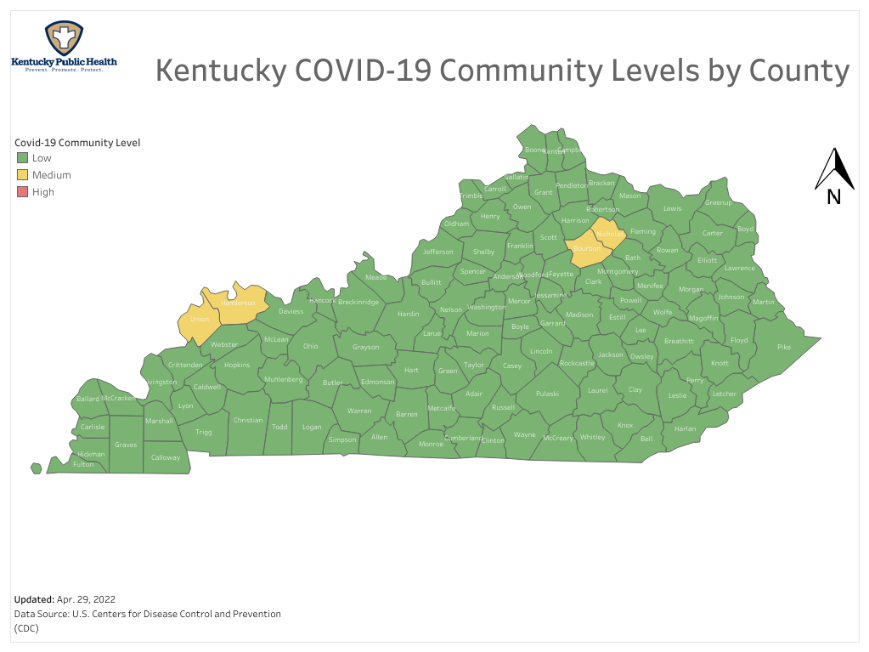 Kentucky Public Health
Prevent. Promote. Protect.
Kentucky COVID-19 Community Levels by County
Covid-19 Community Level
Low
Medium
High
N
Boone
Kenton
Campbell
Gallatin
Carroll
Trimble
Grant
Pendleton
Bracken
Mason
Robertson
Lewis
Greenup
Owen
Henry
Oldham
Harrison
Scott
Nicholas
Fleming
Carter
Boyd
Jefferson
Shelby
Franklin
Bourbon
Bath
Rowan
Elliott
Lawrence
Spencer
Anderson
Woodford
Fayette
Montgomery
Clark
Menifee
Morgan
Johnson
Martin
Meade
Bullitt
Henderson
Union
Hancock
Breckinridge
Daviess
Hardin
Nelson
Washington
Mercer
Jessamine
Madison
Powell
Estill
Wolfe
Magoffin
Webster
McLean
Ohio
Grayson
Larue
Marion
Boyle
Garrard
Lee
Breathitt
Floyd
Pike
Crittenden
Hopkins
Muhlenberg
Butler
Edmonson
Hart
Green
Taylor
Casey
Lincoln
Rockcastle
Jackson
Owsley
Perry
Knott
Letcher
Livingston
Caldwell
Lyon
Ballard
McCracken
Carlisle
Graves
Marshall
Hickman
Fulton
Calloway
Trigg
Christian
Todd
Logan
Simpson
Warren
Allen
Barren
Metcalfe
Monroe
Cumberland
Clinton
Adair
Russell
Pulaski
Wayne
McCreary
Whitley
Laurel
Clay
Leslie
Knox
Bell
Harlan
Updated: Apr. 29, 2022
Data Source: U.S. Centers for Disease Control and Prevention
(CDC)